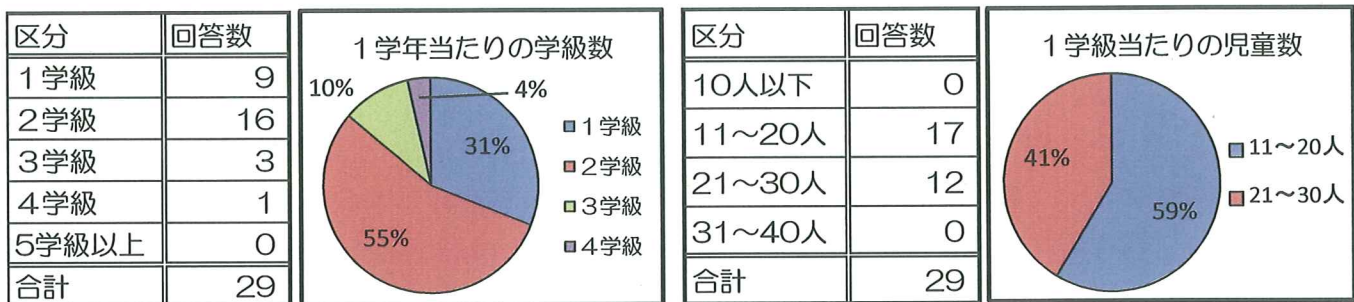 区分 回答数
1学級 9
2学級 16
3学級 3
4学級 1
5学級以上 0
合計 29
1学年当たりの学級数
10%
4%
31%
55%
1学級
2学級
3学級
4学級
区分 回答数
10人以下 0
11～20人 17
21～30人 12
31～40人 0
合計 29
1学級当たりの児童数
41%
59%
11～20人
21～30人